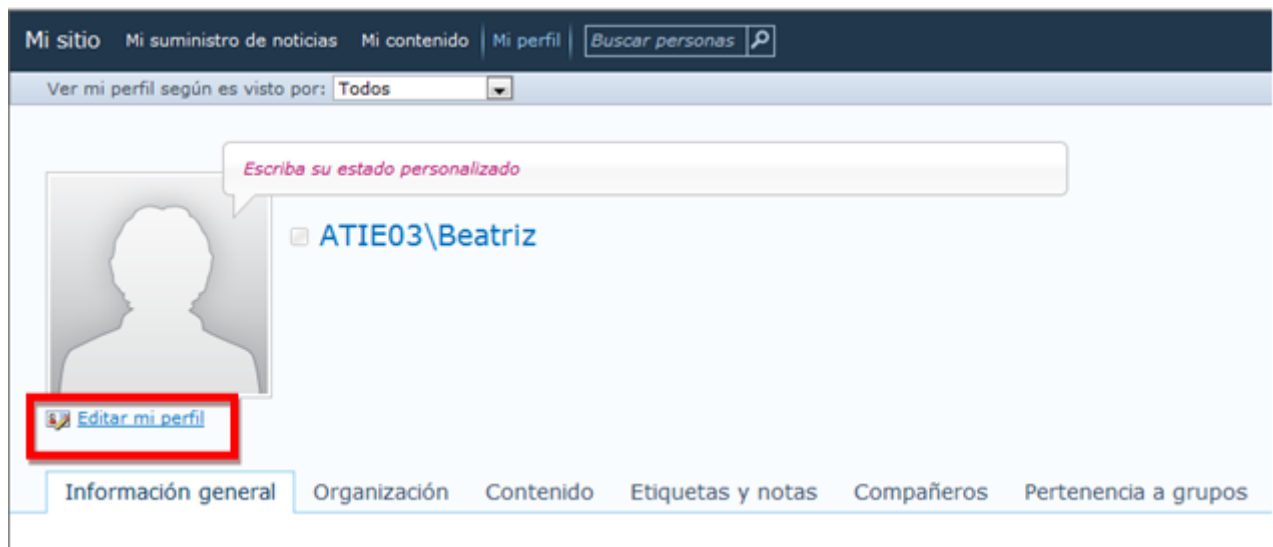 Mi sitio Mi suministro de noticias Mi contenido Mi perfil Buscar personas
Ver mi perfil según es visto por: Todos
Escriba su estado personalizado
ATIE03\Beatriz
Editar mi perfil
Información general Organización Contenido Etiquetas y notas Compañeros Pertenencia a grupos